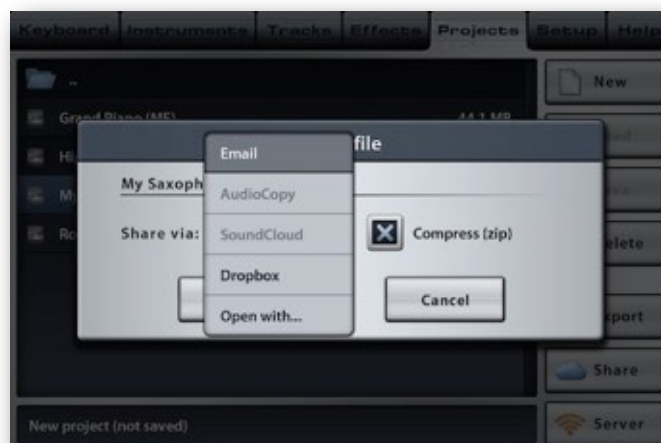 Keyboard Instruments Tracks Effects Projects Setup Help
..
New
Grand Piano (MF) 44.1 MB
file
Email
My Saxoph
AudioCopy
Share via:
SoundCloud
Compress (zip)
elete
Dropbox
Cancel
Open with...
port
Share
New project (not saved)
Server